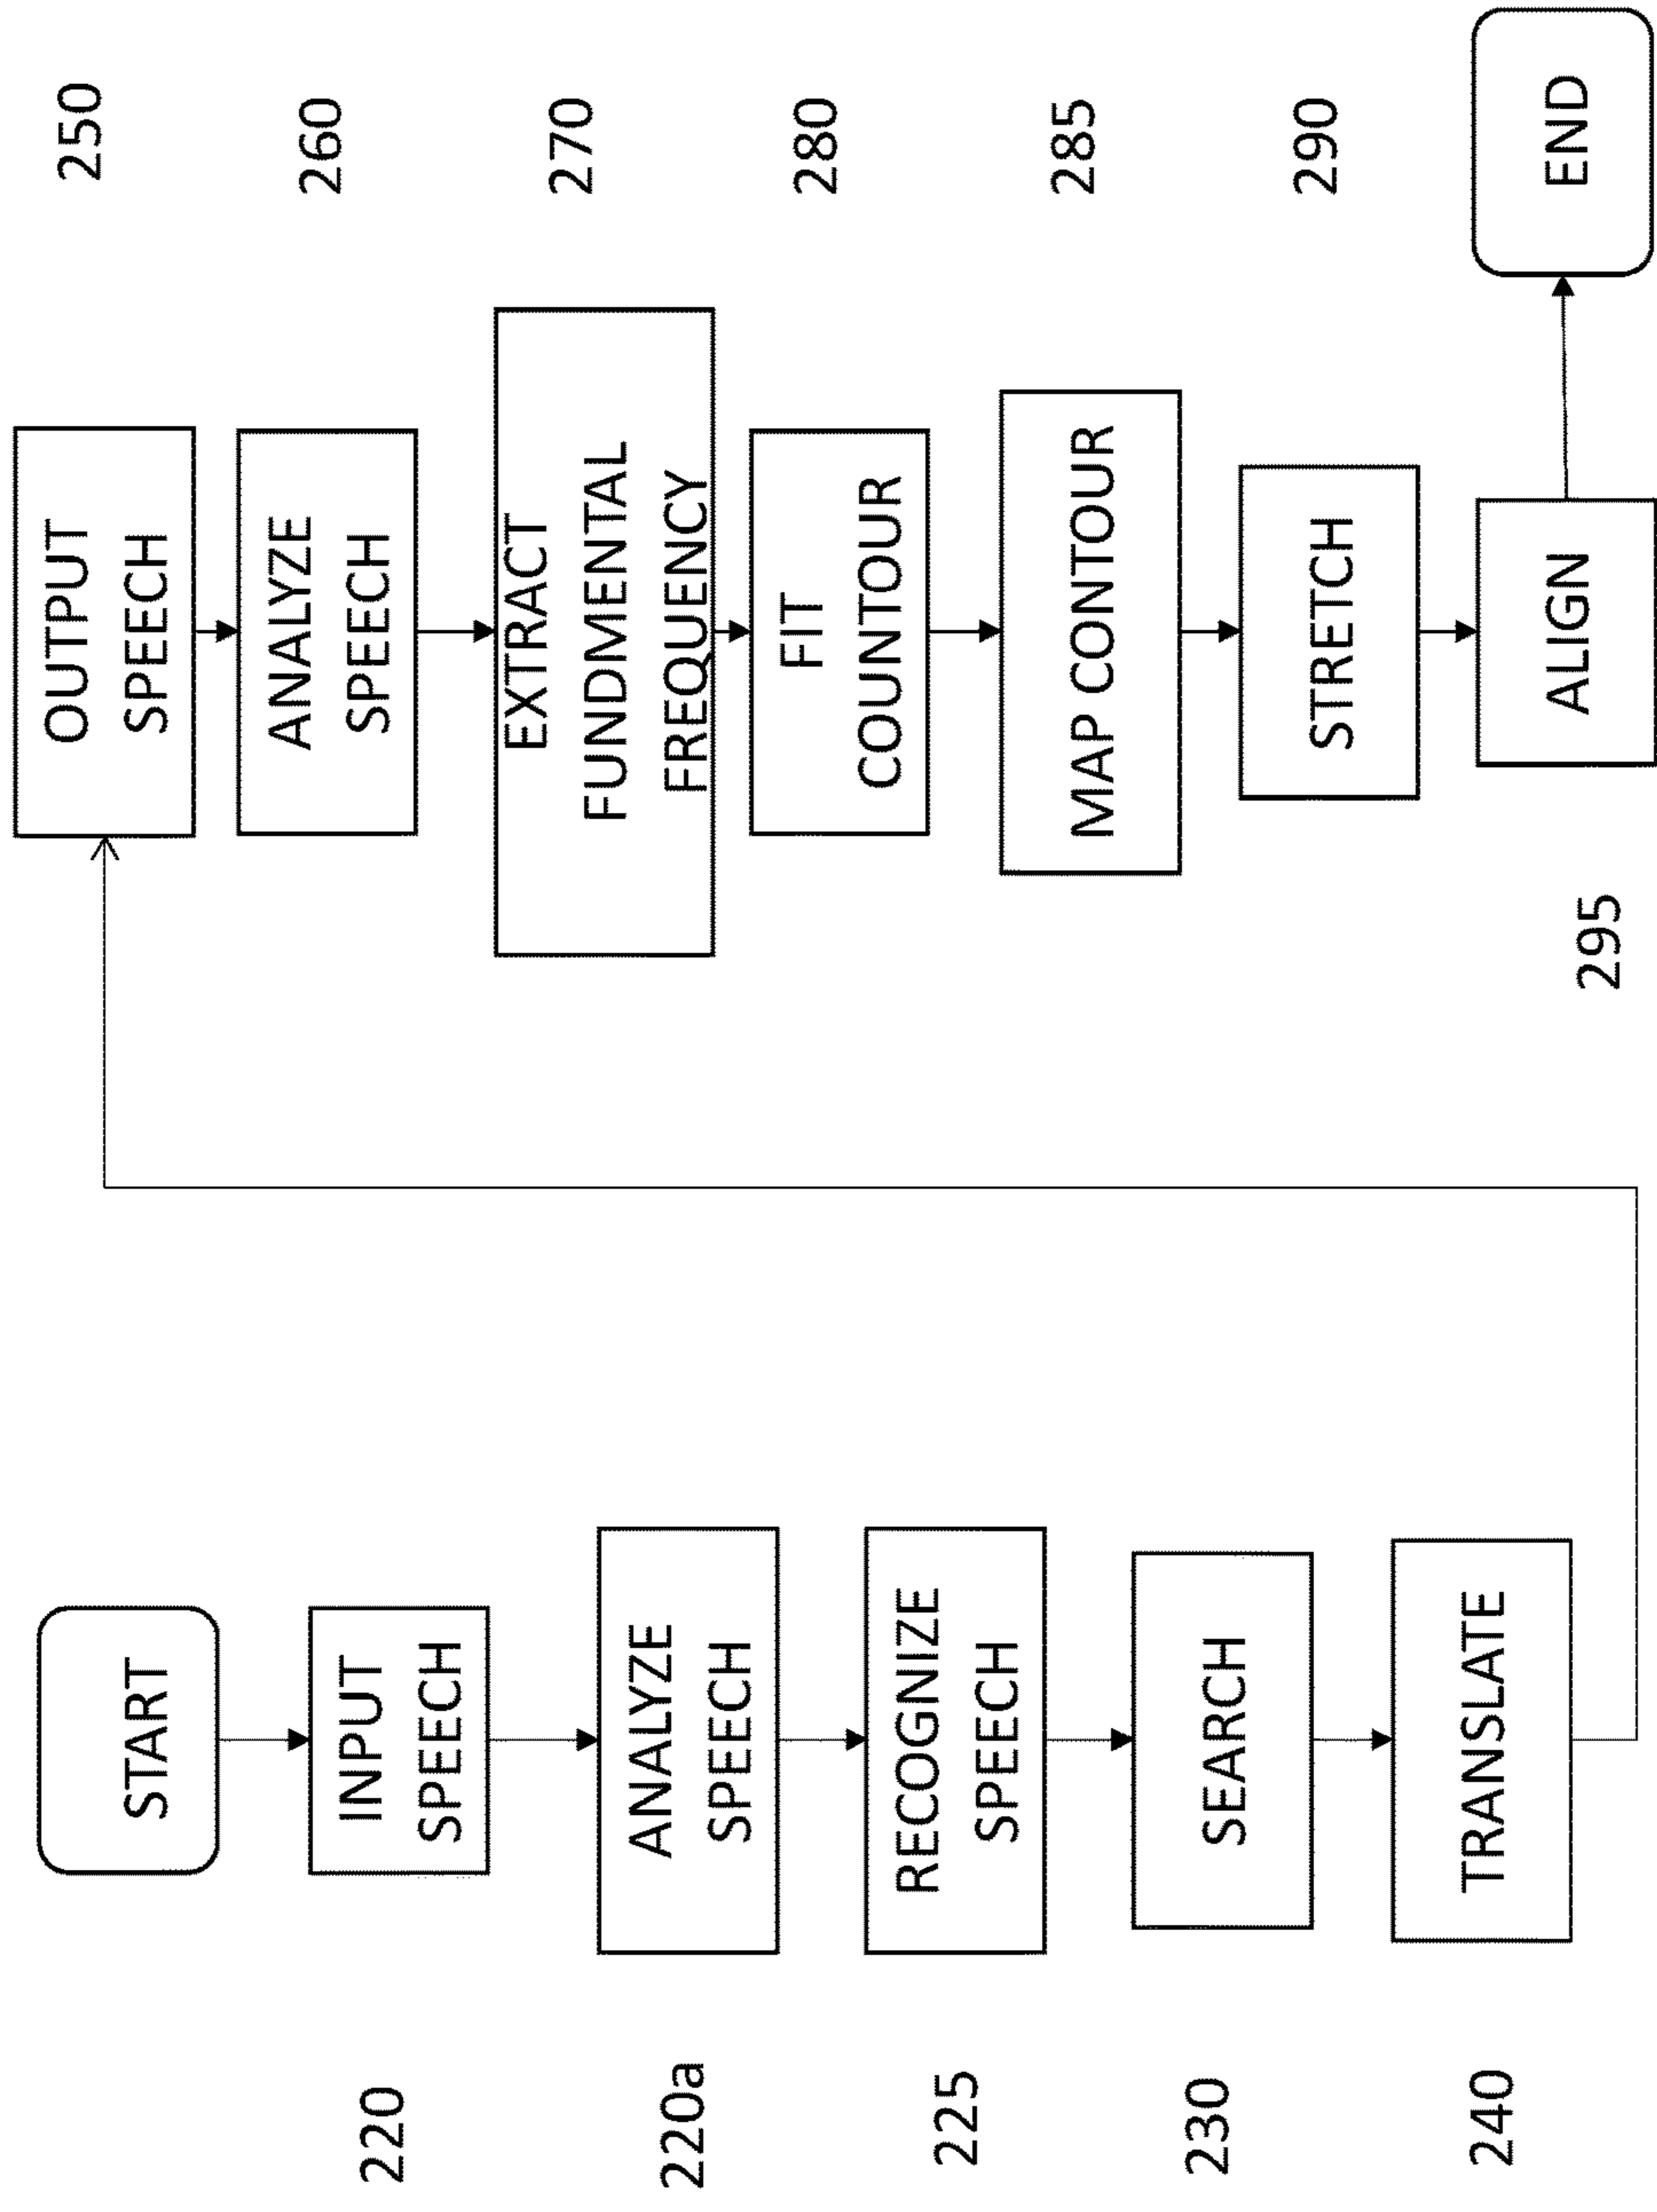 START
220
INPUT
SPEECH
220a
ANALYZE
SPEECH
225
RECOGNIZE
SPEECH
230
SEARCH
240
TRANSLATE
OUTPUT
SPEECH
250
ANALYZE
SPEECH
260
EXTRACT
FUNDMENTAL
FREQUENCY
270
FIT
COUNTOUR
280
MAP CONTOUR
285
STRETCH
290
295
ALIGN
END